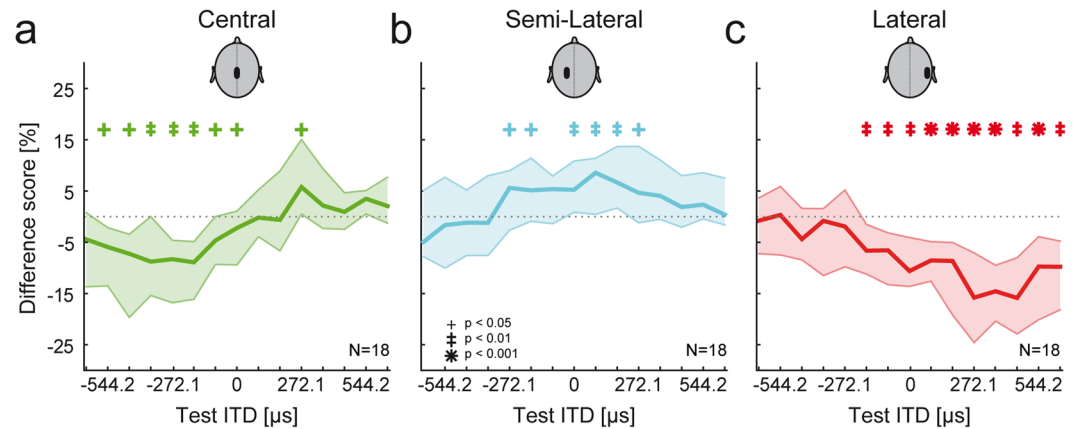 a
Central
b
Semi-Lateral
c
Lateral
Difference score [%]
25
15
5
-5
-15
-25
N=18
-544.2 -272.1 0 272.1 544.2
Test ITD [µs]
+ p < 0.05
‡ p < 0.01
✳ p < 0.001
N=18
-544.2 -272.1 0 272.1 544.2
Test ITD [µs]
N=18
-544.2 -272.1 0 272.1 544.2
Test ITD [µs]